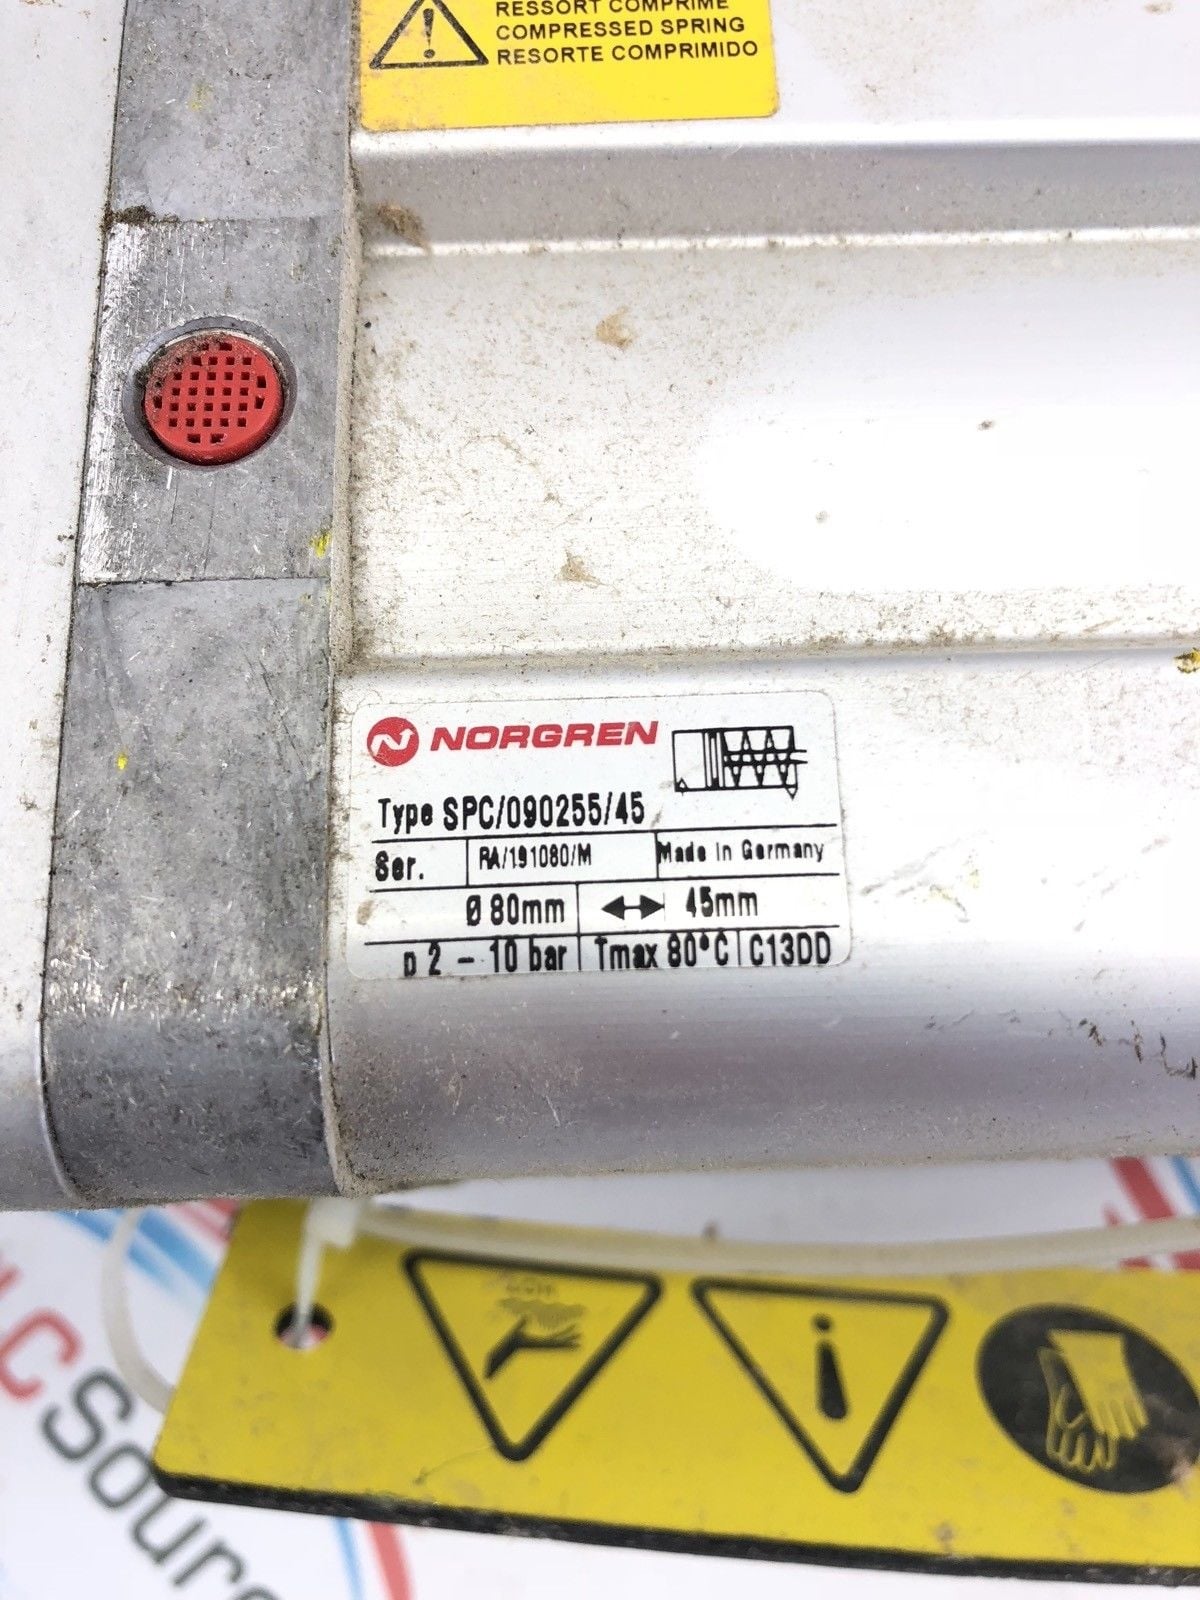 RESSORT COMPRIME
COMPRESSED SPRING
RESORTE COMPRIMIDO
NORGREN
Type SPC/090255/45
Ser. RA/191080/M Made in Germany
Ø 80mm 45mm
p 2 - 10 bar Tmax 80°C C13DD